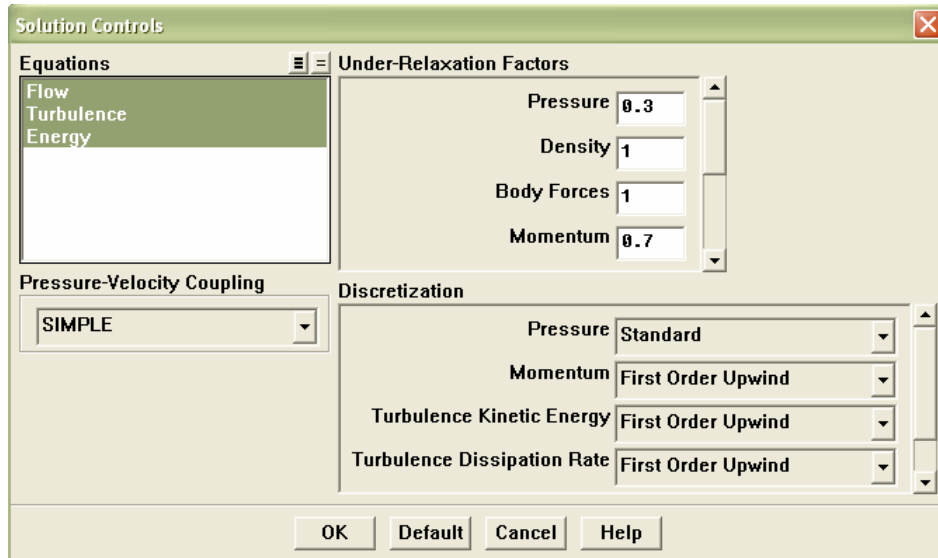 Solution Controls
Equations
Flow
Turbulence
Energy
Pressure-Velocity Coupling
SIMPLE
Under-Relaxation Factors
Pressure 0.3
Density 1
Body Forces 1
Momentum 0.7
Discretization
Pressure Standard
Momentum First Order Upwind
Turbulence Kinetic Energy First Order Upwind
Turbulence Dissipation Rate First Order Upwind
OK Default Cancel Help